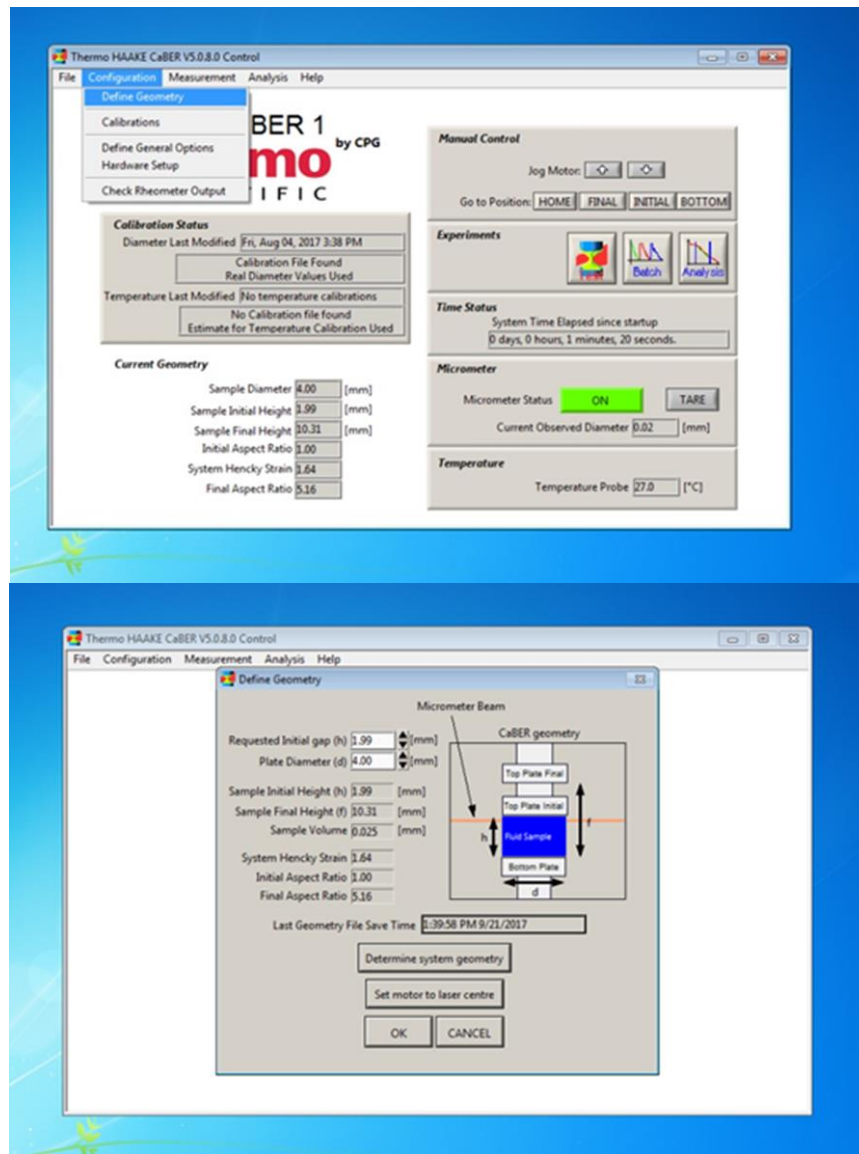 Thermo HAAKE CaBER V5.0.8.0 Control
File Configuration Measurement Analysis Help
Define Geometry
Calibrations
Define General Options
Hardware Setup
Check Rheometer Output
BER 1
by CPG
mo
IFIC
Calibration Status
Diameter Last Modified Fri, Aug 04, 2017 3:38 PM
Calibration File Found
Real Diameter Values Used
Temperature Last Modified No temperature calibrations
No Calibration file found
Estimate for Temperature Calibration Used
Current Geometry
Sample Diameter 4.00 [mm]
Sample Initial Height 1.99 [mm]
Sample Final Height 10.31 [mm]
Initial Aspect Ratio 1.00
System Hencky Strain 1.64
Final Aspect Ratio 5.16
Manual Control
Jog Motor:
Go to Position: HOME FINAL INITIAL BOTTOM
Experiments
Batch Analysis
Time Status
System Time Elapsed since startup
0 days, 0 hours, 1 minutes, 20 seconds.
Micrometer
Micrometer Status ON TARE
Current Observed Diameter 0.02 [mm]
Temperature
Temperature Probe 27.0 [°C]
Thermo HAAKE CaBER V5.0.8.0 Control
File Configuration Measurement Analysis Help
Define Geometry
Micrometer Beam
Requested Initial gap (h) 1.99 [mm]
Plate Diameter (d) 4.00 [mm]
Sample Initial Height (h) 1.99 [mm]
Sample Final Height (f) 10.31 [mm]
Sample Volume 0.025 [mm]
System Hencky Strain 1.64
Initial Aspect Ratio 1.00
Final Aspect Ratio 5.16
CaBER geometry
Top Plate Final
Top Plate Initial
h Fluid Sample f
Bottom Plate
d
Last Geometry File Save Time 1:39:58 PM 9/21/2017
Determine system geometry
Set motor to laser centre
OK CANCEL